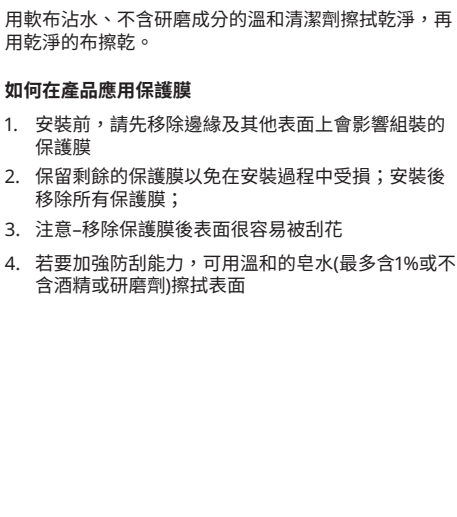 用軟布沾水、不含研磨成分的溫和清潔劑擦拭乾淨，再
用乾淨的布擦乾。
如何在產品應用保護膜
1. 安裝前，請先移除邊緣及其他表面上會影響組裝的
保護膜
2. 保留剩餘的保護膜以免在安裝過程中受損；安裝後
移除所有保護膜；
3. 注意–移除保護膜後表面很容易被刮花
4. 若要加強防刮能力，可用溫和的皂水(最多含1%或不
含酒精或研磨劑)擦拭表面